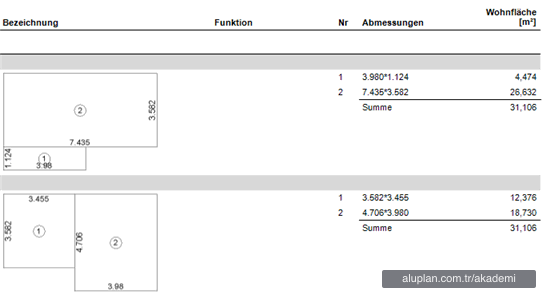 Bezeichnung Funktion Nr Abmessungen Wohnfläche [m²]
1 3.980*1.124 4,474
2 7.435*3.582 26,632
Summe 31,106
2
3.582
7.435
1.124
1
3.98
1 3.582*3.455 12,376
2 4.706*3.980 18,730
Summe 31,106
3.455
3.582
1
4.706
2
3.98
aluplan.com.tr/akademi